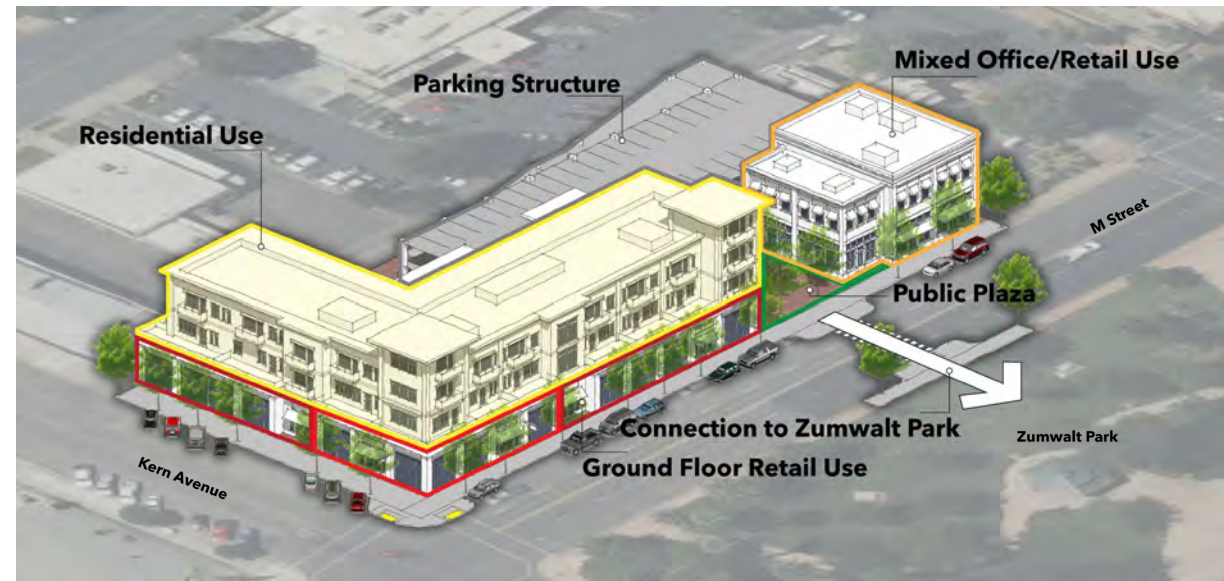 Mixed Office/Retail Use
Parking Structure
Residential Use
M Street
Public Plaza
Connection to Zumwalt Park
Zumwalt Park
Ground Floor Retail Use
Kern Avenue